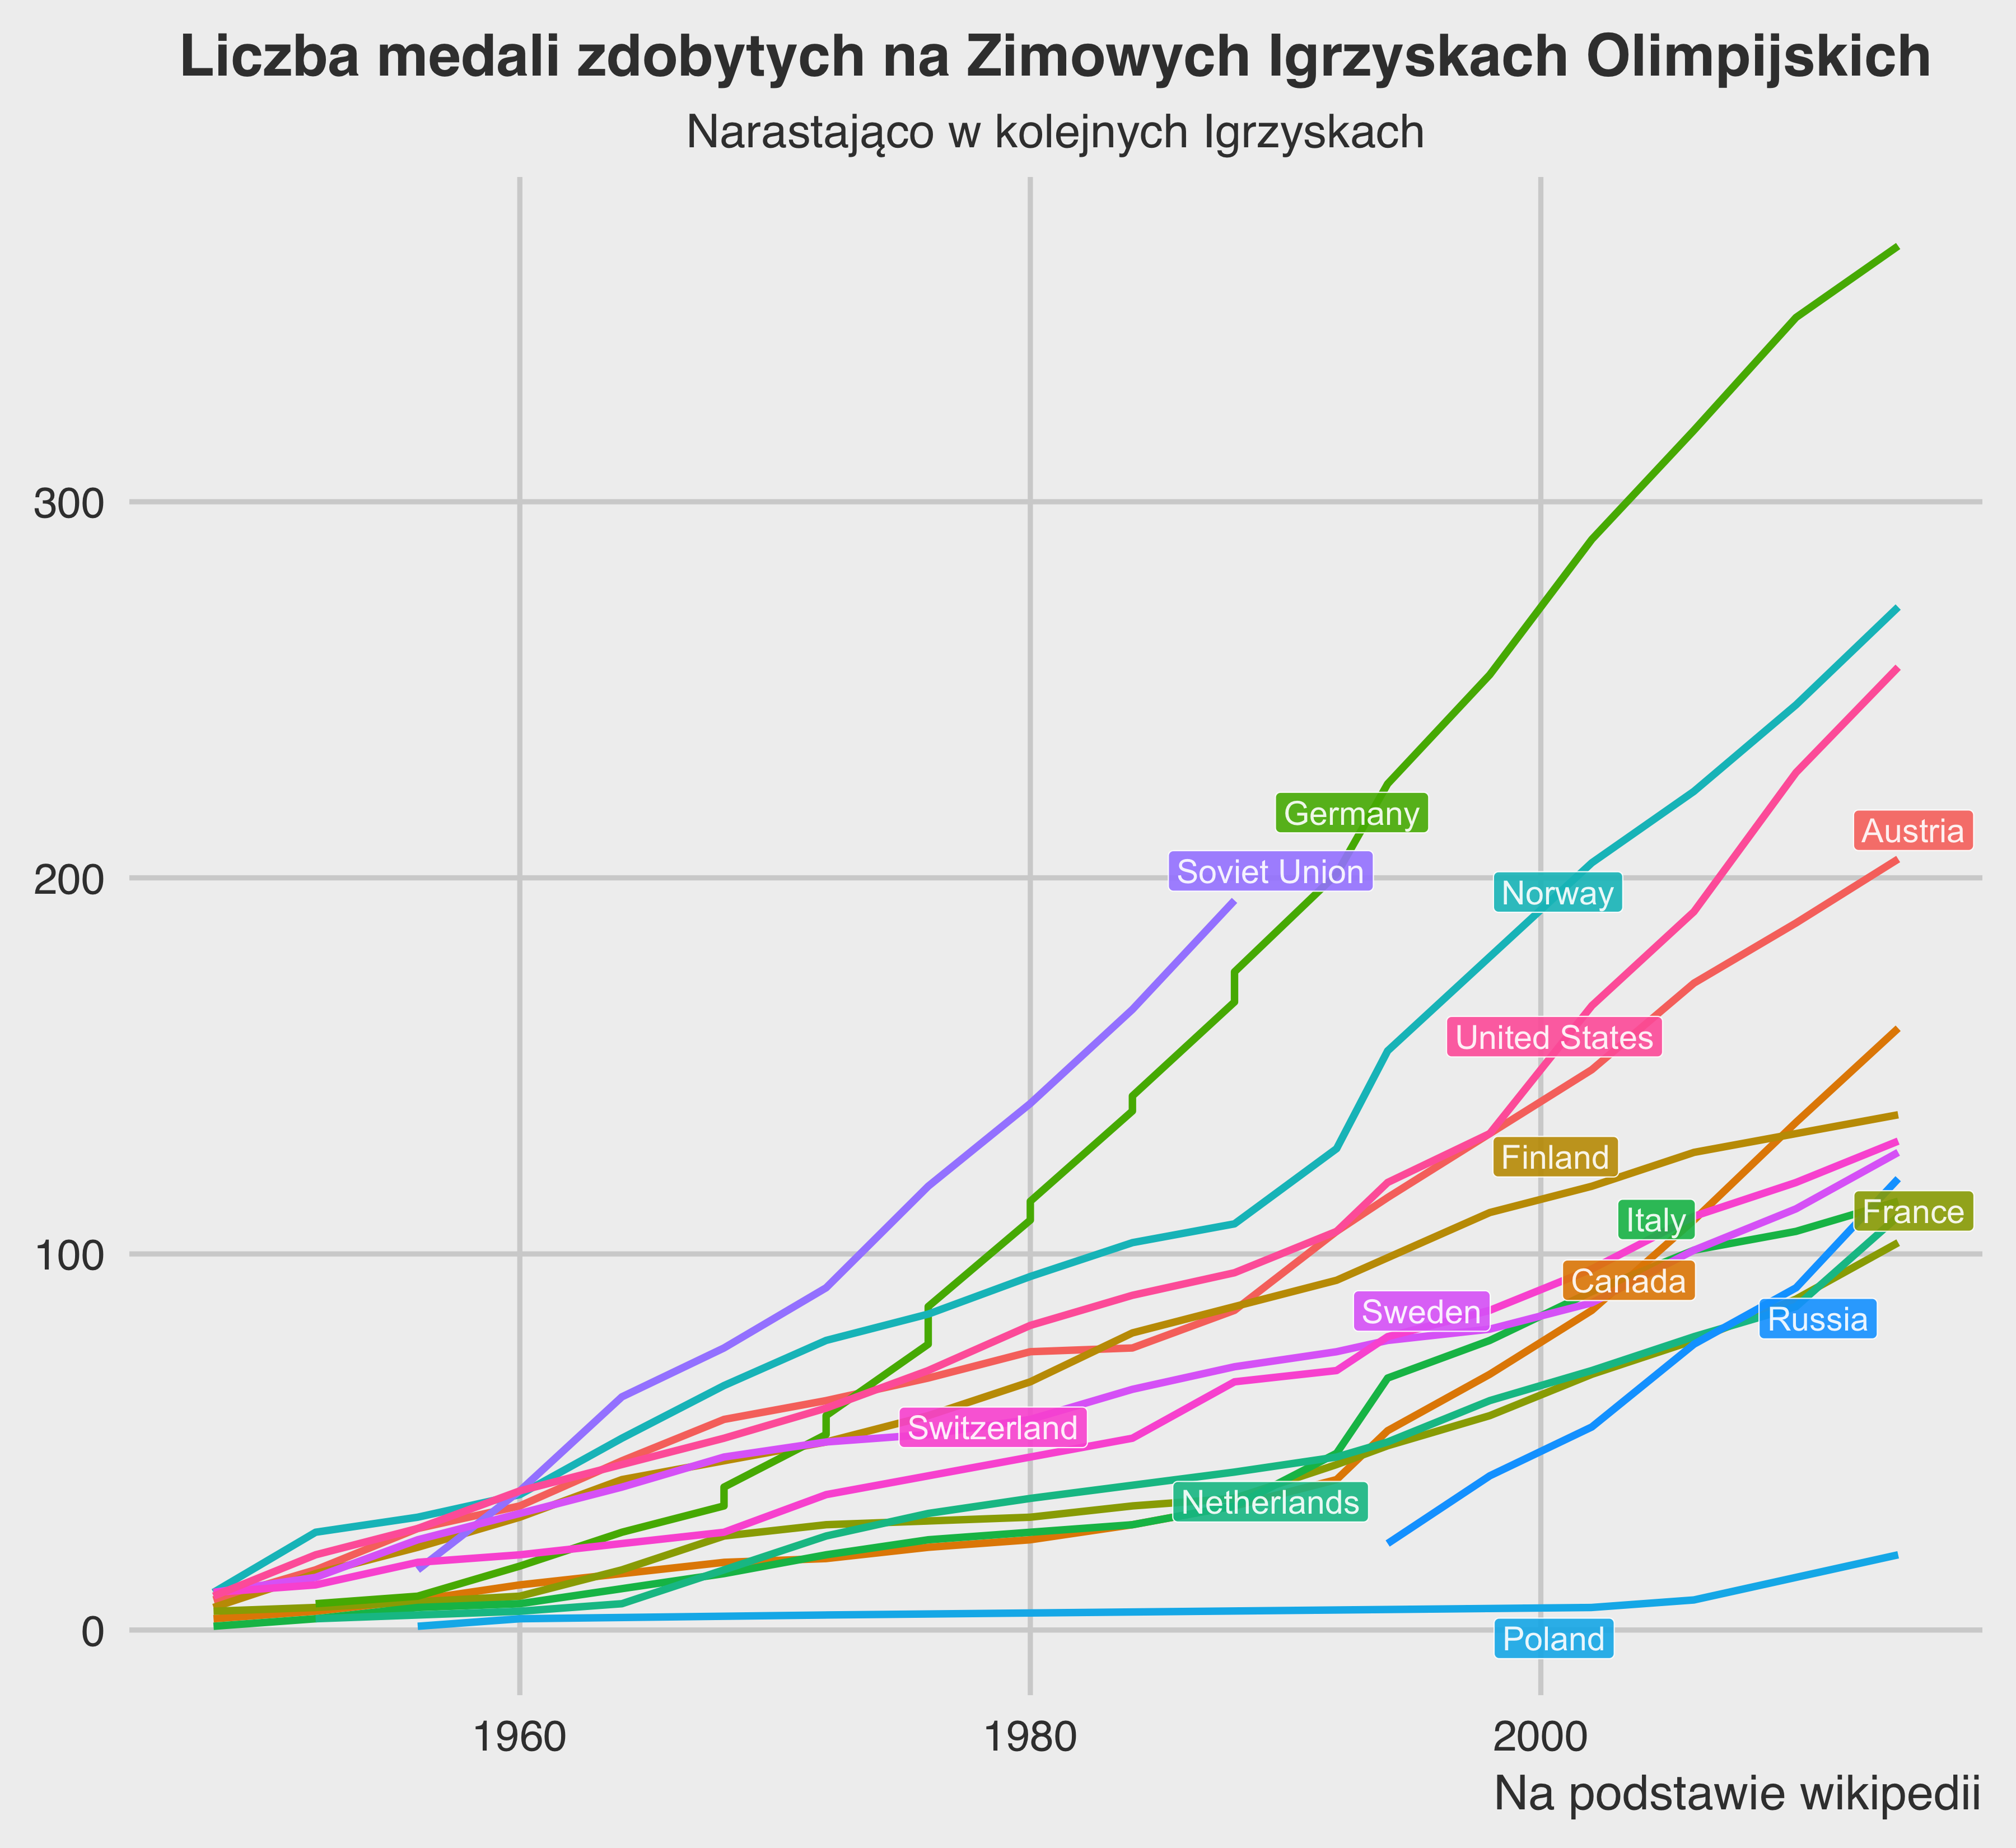 Liczba medali zdobytych na Zimowych Igrzyskach Olimpijskich
Narastająco w kolejnych Igrzyskach
300
Germany
Austria
Soviet Union
200
Norway
United States
Finland
Italy
France
100
Canada
Sweden
Russia
Switzerland
Netherlands
0
Poland
1960
1980
2000
Na podstawie wikipedii